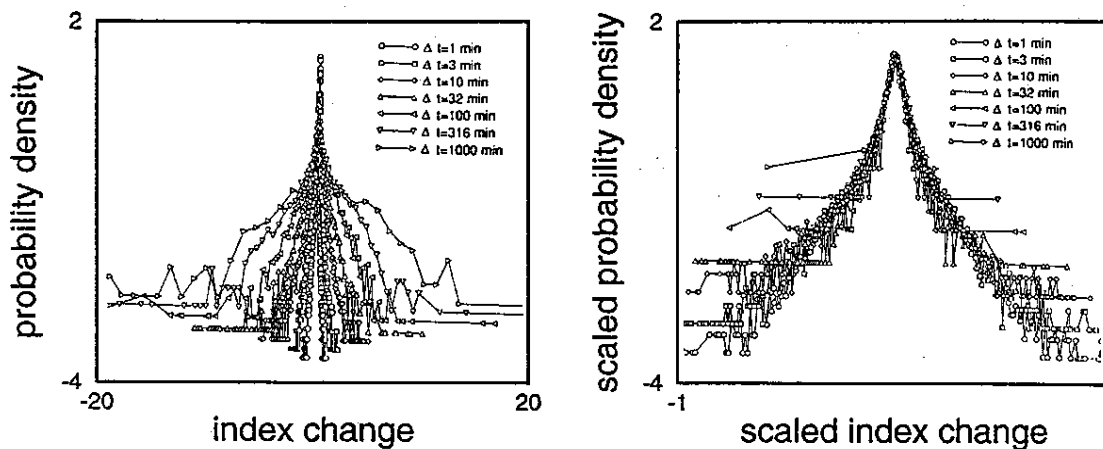 2
probability density
-4
-20
20
index change
Δ t=1 min
Δ t=3 min
Δ t=10 min
Δ t=32 min
Δ t=100 min
Δ t=316 min
Δ t=1000 min
2
scaled probability density
-4
-1
scaled index change
Δ t=1 min
Δ t=3 min
Δ t=10 min
Δ t=32 min
Δ t=100 min
Δ t=316 min
Δ t=1000 min